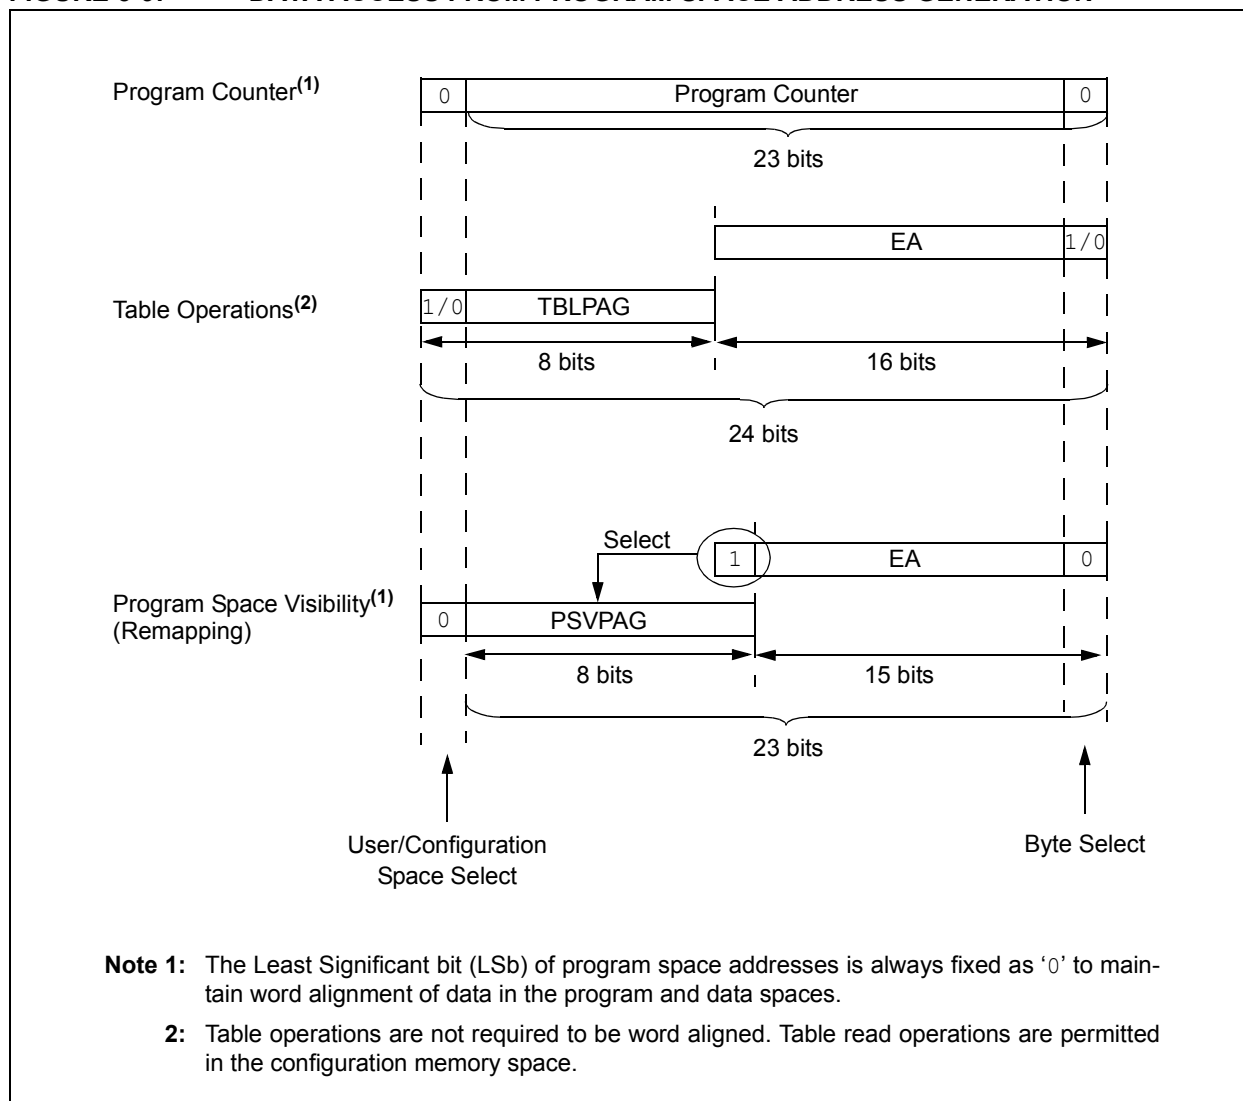 Program Counter(1)
0
Program Counter
0
23 bits
EA
1/0
Table Operations(2)
1/0
TBLPAG
8 bits
16 bits
24 bits
Select
1
EA
0
Program Space Visibility(1)
(Remapping)
0
PSVPAG
8 bits
15 bits
23 bits
User/Configuration
Space Select
Byte Select
Note 1: The Least Significant bit (LSb) of program space addresses is always fixed as ‘0’ to main-
tain word alignment of data in the program and data spaces.
2: Table operations are not required to be word aligned. Table read operations are permitted
in the configuration memory space.